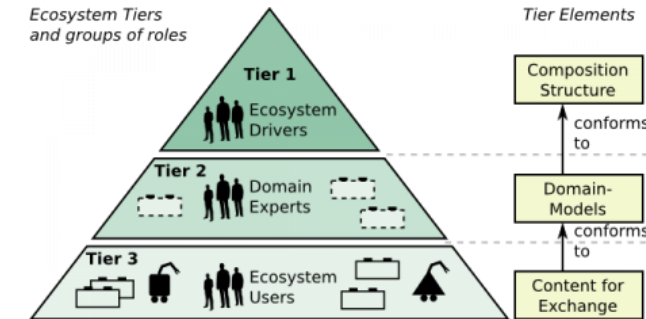 Ecosystem Tiers
and groups of roles
Tier Elements
Tier 1
Ecosystem
Drivers
Composition
Structure
conforms
to
Tier 2
Domain
Experts
Domain-
Models
conforms
to
Tier 3
Ecosystem
Users
Content for
Exchange